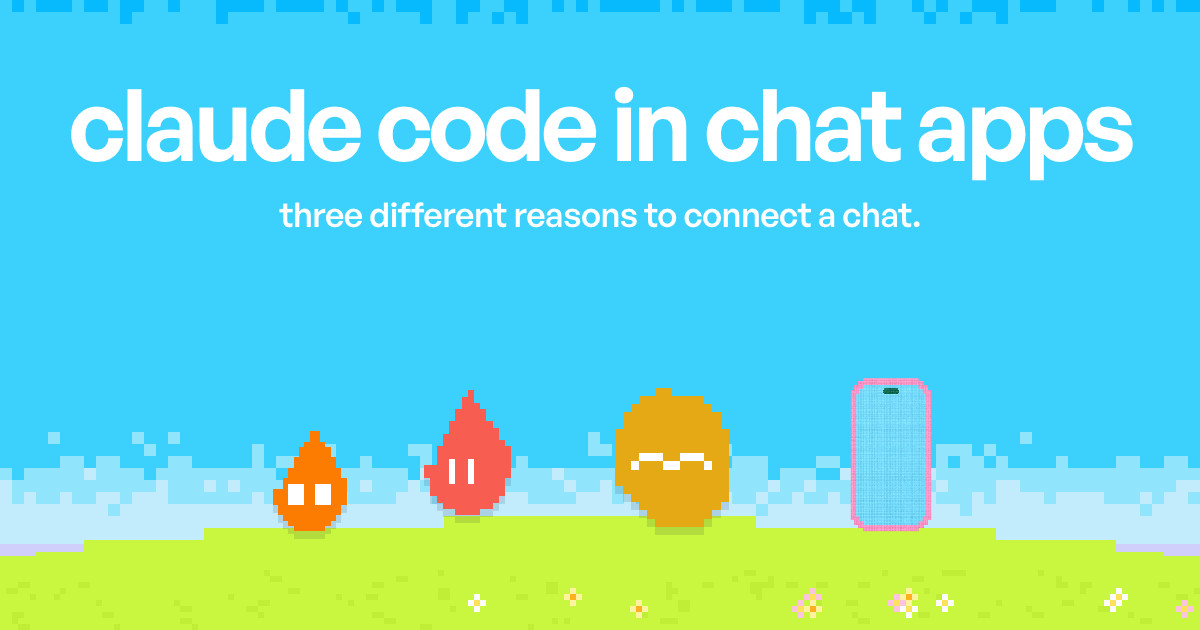 claude code in chat apps
three different reasons to connect a chat.